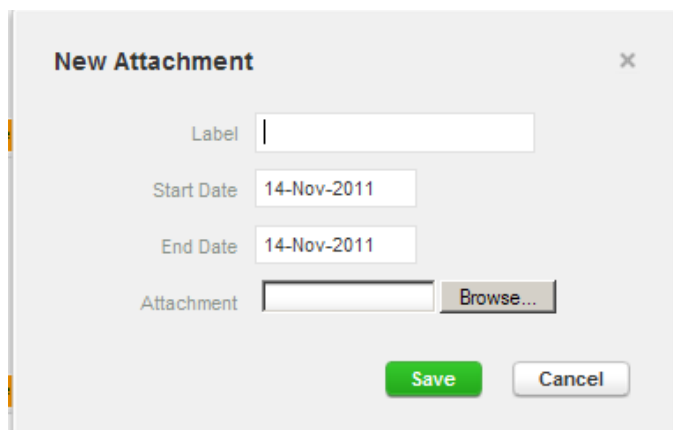 New Attachment ×
Label
Start Date 14-Nov-2011
End Date 14-Nov-2011
Attachment Browse...
Save Cancel